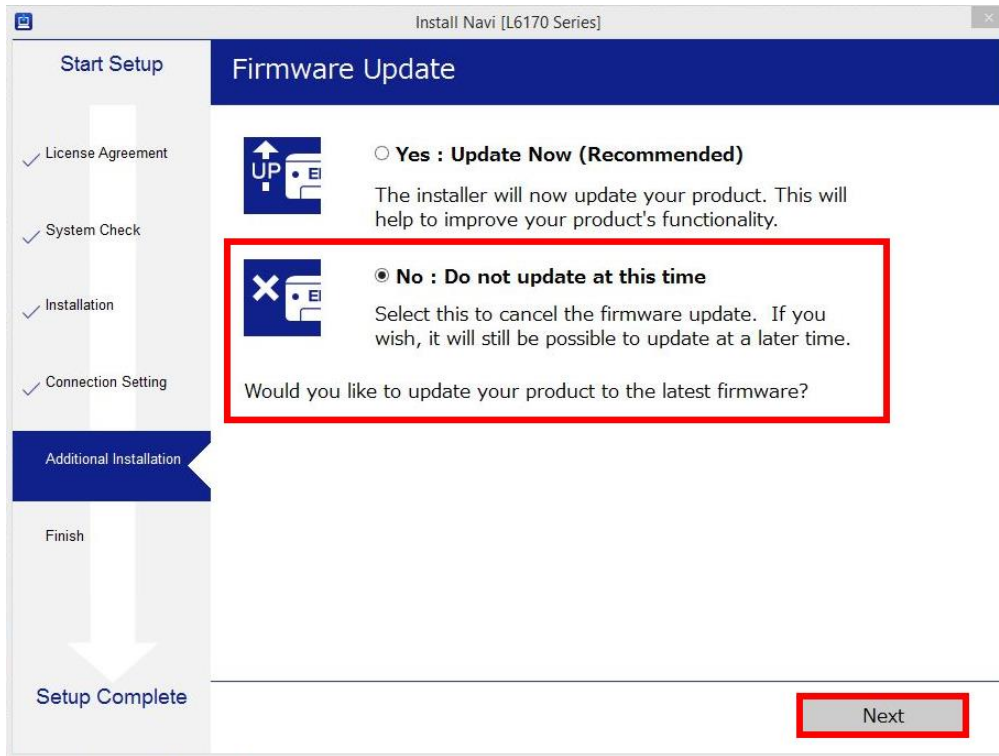 Install Navi [L6170 Series]
Start Setup
Firmware Update
License Agreement
System Check
Installation
Connection Setting
Additional Installation
Finish
Setup Complete
UP
Yes : Update Now (Recommended)
The installer will now update your product. This will
help to improve your product's functionality.
No : Do not update at this time
Select this to cancel the firmware update.  If you
wish, it will still be possible to update at a later time.
Would you like to update your product to the latest firmware?
Next